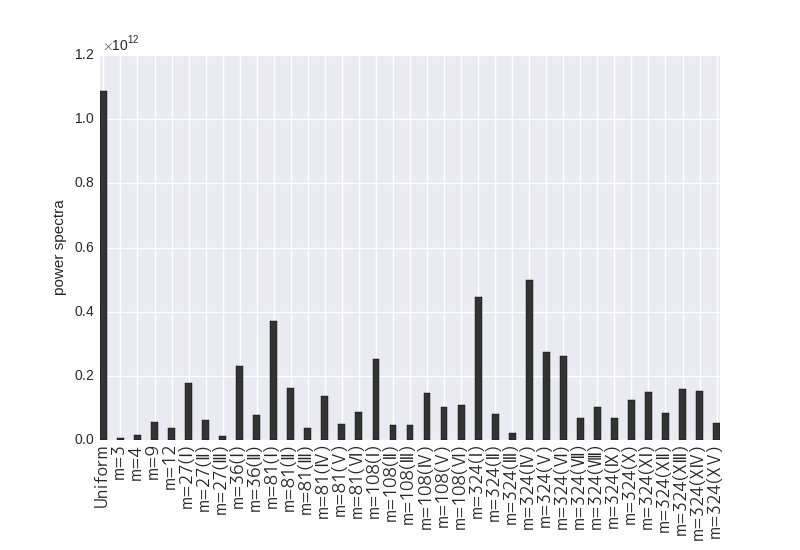 ×10¹²
1.2
1.0
0.8
0.6
0.4
0.2
0.0
power spectra
Uniform
m=3
m=4
m=9
m=12
m=27(I)
m=27(II)
m=27(III)
m=36(I)
m=36(II)
m=81(I)
m=81(II)
m=81(III)
m=81(IV)
m=81(V)
m=81(VI)
m=108(I)
m=108(II)
m=108(III)
m=108(IV)
m=108(V)
m=108(VI)
m=324(I)
m=324(II)
m=324(III)
m=324(IV)
m=324(V)
m=324(VI)
m=324(VII)
m=324(VIII)
m=324(IX)
m=324(X)
m=324(XI)
m=324(XII)
m=324(XIII)
m=324(XIV)
m=324(XV)